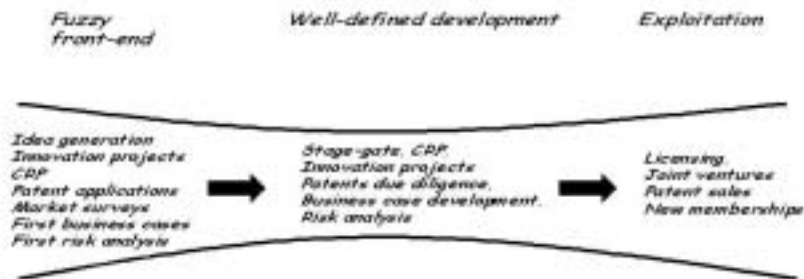 Fuzzy
front-end
Well-defined development
Exploitation
Idea generation
Innovation projects
CRP
Patent applications
Market surveys
First business cases
First risk analysis
Stage-gate, CRP,
Innovation projects
Patents due diligence,
Business case development,
Risk analysis
Licensing,
Joint ventures
Patent sales
New memberships